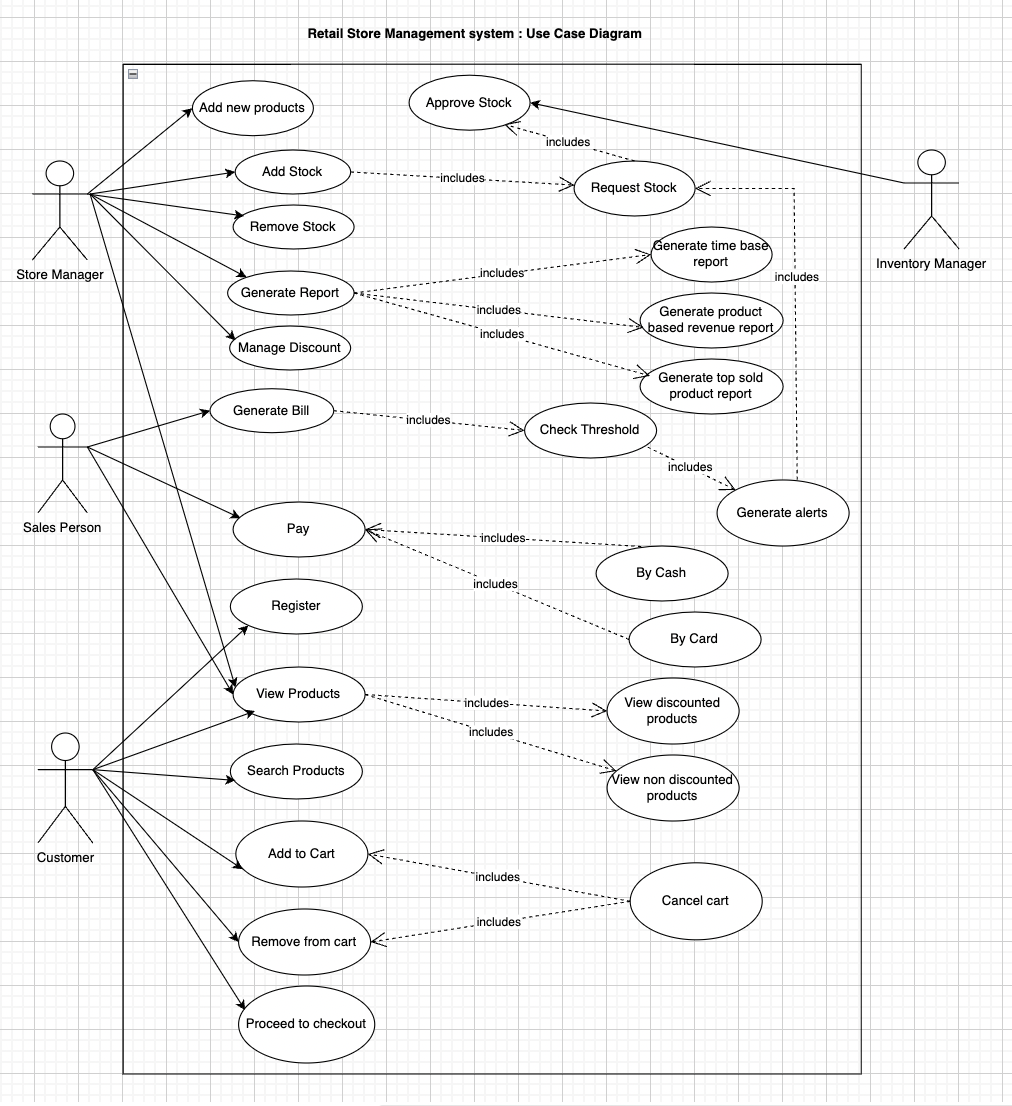 Retail Store Management system : Use Case Diagram
Add new products
Approve Stock
includes
Add Stock
includes
Request Stock
Store Manager
Inventory Manager
Remove Stock
Generate time base
report
includes
includes
Generate Report
includes
Generate product
based revenue report
includes
Manage Discount
Generate top sold
product report
Generate Bill
includes
Check Threshold
includes
Generate alerts
Sales Person
Pay
includes
By Cash
includes
Register
By Card
View Products
includes
View discounted
products
includes
Search Products
View non discounted
products
Customer
Add to Cart
includes
Cancel cart
includes
Remove from cart
Proceed to checkout